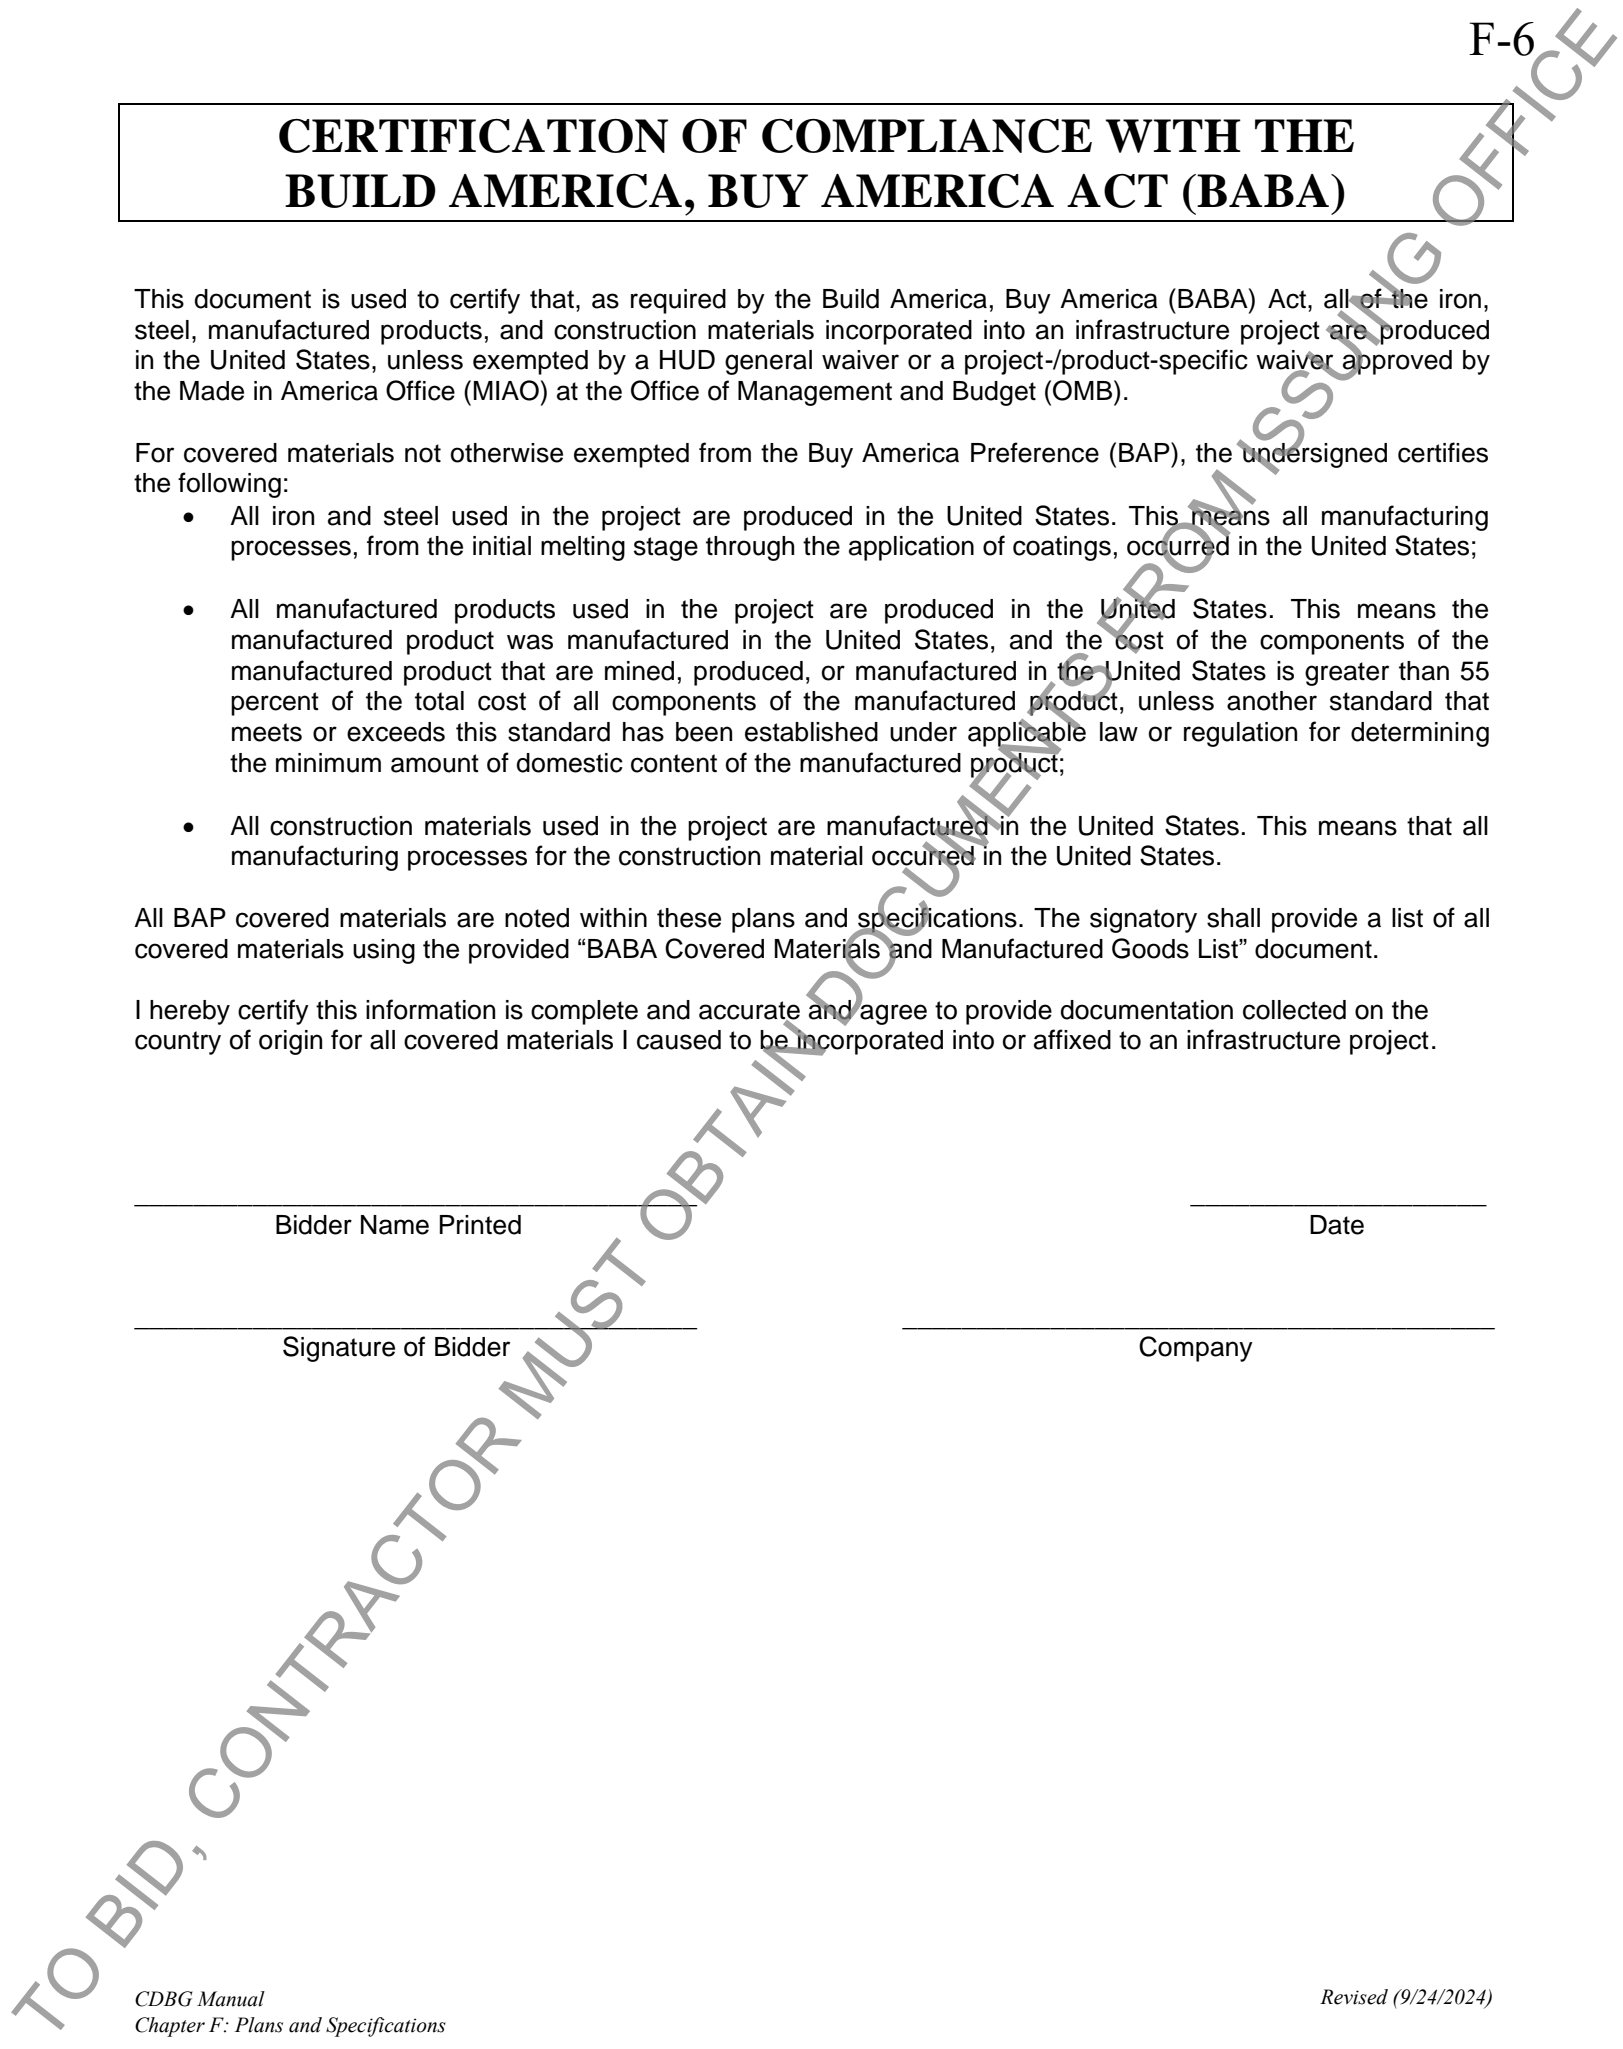 F-6
CERTIFICATION OF COMPLIANCE WITH THE
BUILD AMERICA, BUY AMERICA ACT (BABA)
This document is used to certify that, as required by the Build America, Buy America (BABA) Act, all of the iron,
steel, manufactured products, and construction materials incorporated into an infrastructure project are produced
in the United States, unless exempted by a HUD general waiver or a project-/product-specific waiver approved by
the Made in America Office (MIAO) at the Office of Management and Budget (OMB).
For covered materials not otherwise exempted from the Buy America Preference (BAP), the undersigned certifies
the following:
• All iron and steel used in the project are produced in the United States. This means all manufacturing
processes, from the initial melting stage through the application of coatings, occurred in the United States;
• All manufactured products used in the project are produced in the United States. This means the
manufactured product was manufactured in the United States, and the cost of the components of the
manufactured product that are mined, produced, or manufactured in the United States is greater than 55
percent of the total cost of all components of the manufactured product, unless another standard that
meets or exceeds this standard has been established under applicable law or regulation for determining
the minimum amount of domestic content of the manufactured product;
• All construction materials used in the project are manufactured in the United States. This means that all
manufacturing processes for the construction material occurred in the United States.
All BAP covered materials are noted within these plans and specifications. The signatory shall provide a list of all
covered materials using the provided “BABA Covered Materials and Manufactured Goods List” document.
I hereby certify this information is complete and accurate and agree to provide documentation collected on the
country of origin for all covered materials I caused to be incorporated into or affixed to an infrastructure project.
Bidder Name Printed
Date
Signature of Bidder
Company
TO BID, CONTRACTOR MUST OBTAIN DOCUMENTS FROM ISSUING OFFICE
CDBG Manual
Chapter F: Plans and Specifications
Revised (9/24/2024)